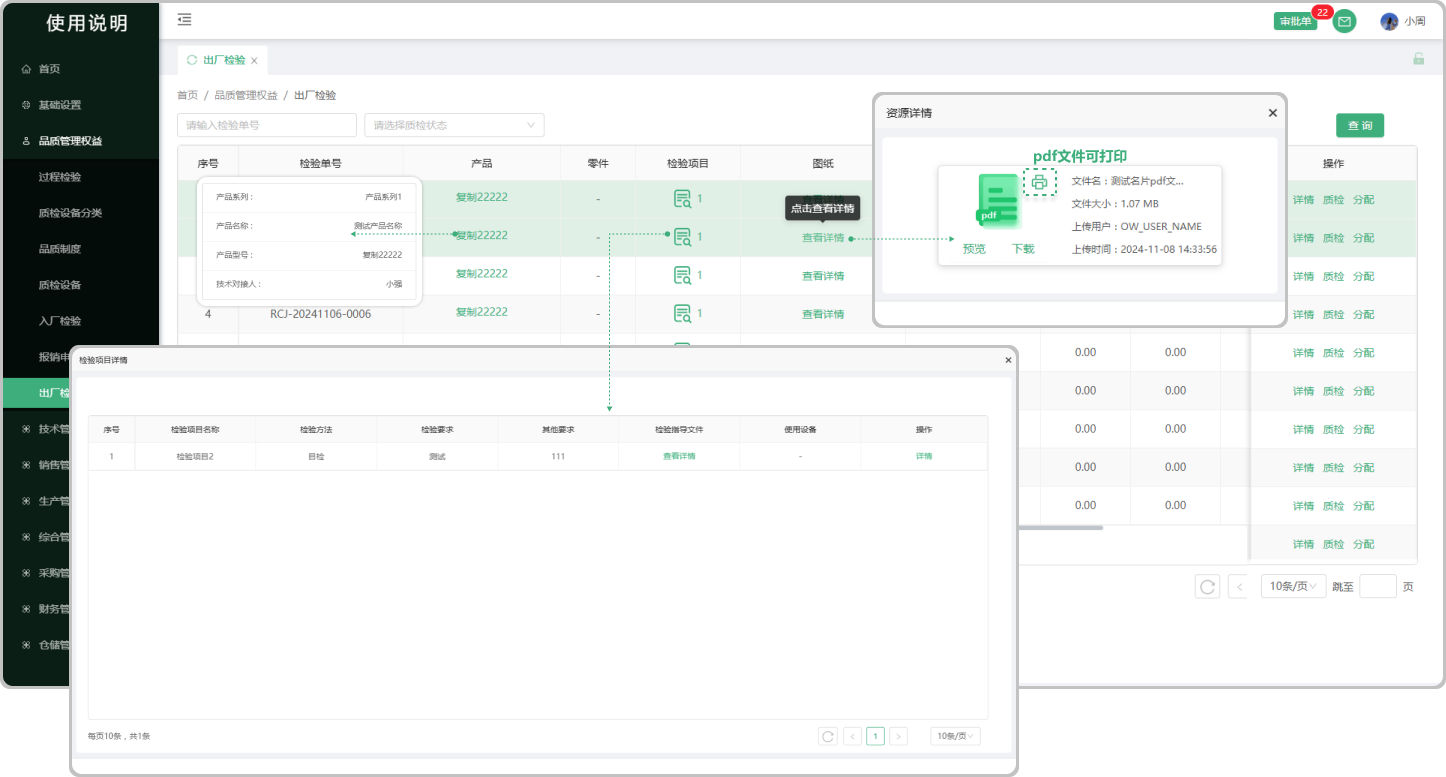 使用说明
首页
基础设置
品质管理权益
过程检验
质检设备分类
品质制度
质检设备
入厂检验
报销申
出厂检
技术管
销售管
生产管
综合管
采购管
财务管
仓储管
审批单
22
小周
出厂检验
首页 / 品质管理权益 / 出厂检验
请输入检验单号
请选择质检状态
查 询
序号 检验单号 产品 零件 检验项目 图纸 操作
复制22222 - 1 详情 质检 分配
点击查看详情
复制22222 - 1 查看详情 详情 质检 分配
复制22222 - 1 查看详情 详情 质检 分配
4 RCJ-20241106-0006 复制22222 - 1 查看详情 详情 质检 分配
0.00 0.00 详情 质检 分配
0.00 0.00 详情 质检 分配
0.00 0.00 详情 质检 分配
0.00 0.00 详情 质检 分配
0.00 0.00 详情 质检 分配
详情 质检 分配
10条/页 跳至 页
产品系列： 产品系列1
产品名称： 测试产品名称
产品型号： 复制22222
技术对接人： 小强
资源详情
pdf文件可打印
pdf
预览 下载
文件名：测试名片pdf文...
文件大小：1.07 MB
上传用户：OW_USER_NAME
上传时间：2024-11-08 14:33:56
检验项目详情
序号 检验项目名称 检验方法 检验要求 其他要求 检验指导文件 使用设备 操作
1 检验项目2 目检 测试 111 查看详情 - 详情
每页10条，共1条
1
10条/页